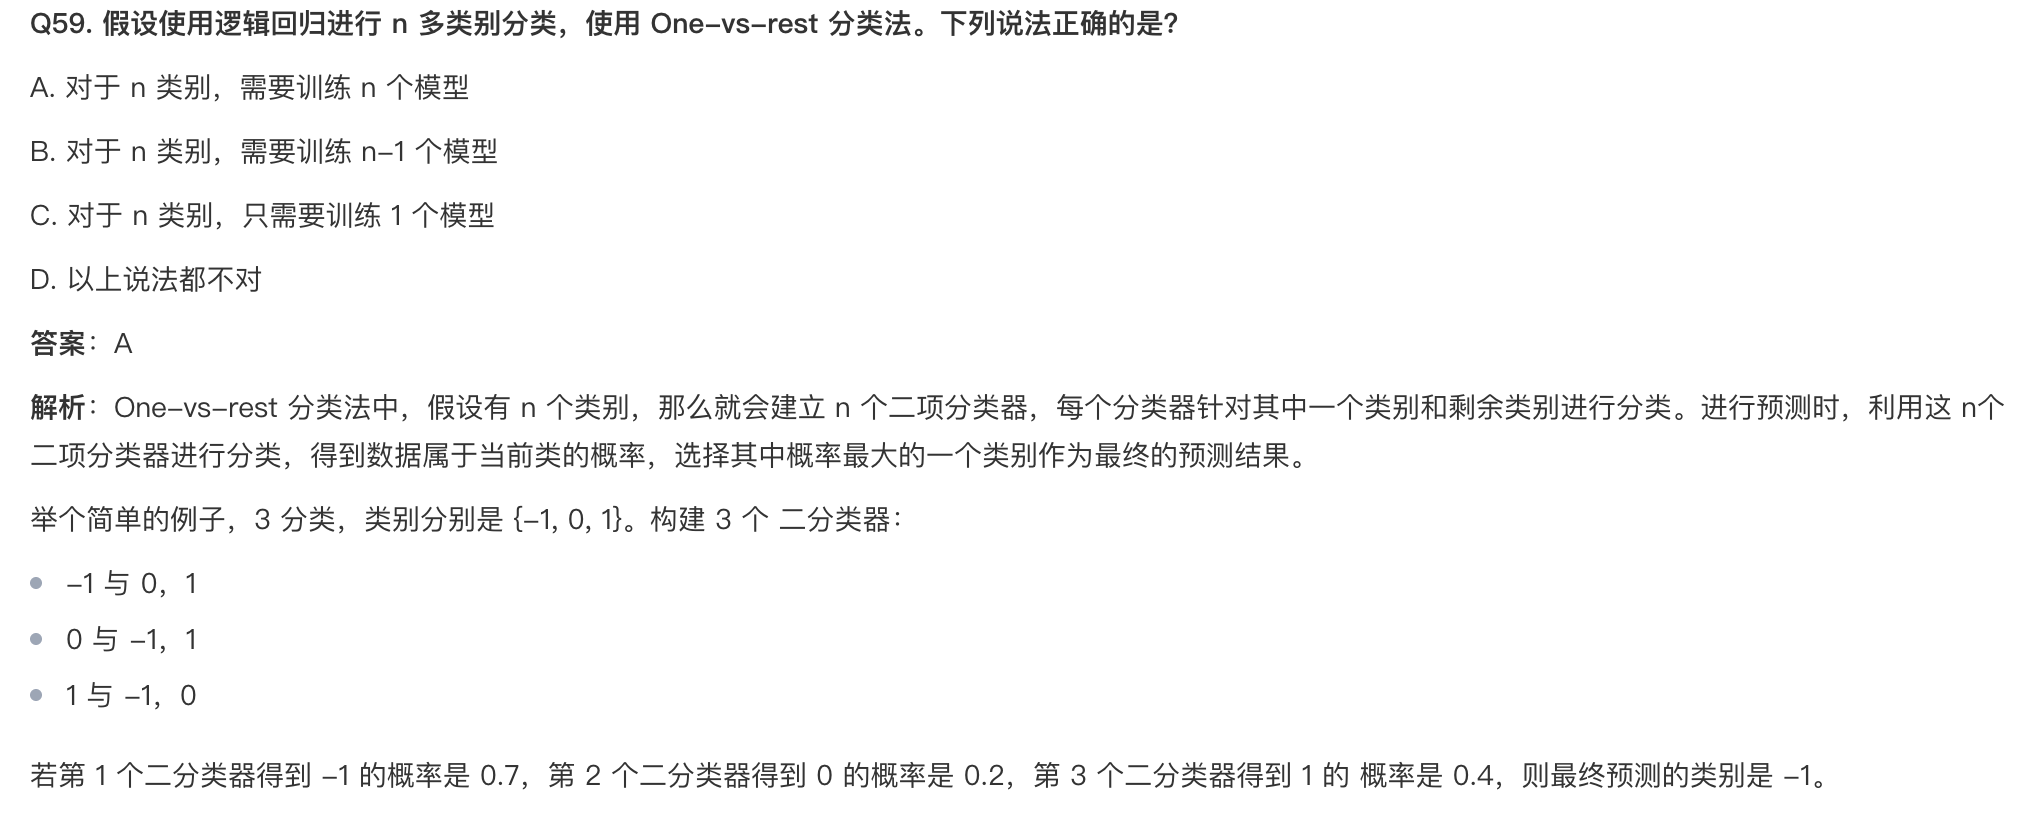 Q59. 假设使用逻辑回归进行 n 多类别分类，使用 One-vs-rest 分类法。下列说法正确的是？
A. 对于 n 类别，需要训练 n 个模型
B. 对于 n 类别，需要训练 n-1 个模型
C. 对于 n 类别，只需要训练 1 个模型
D. 以上说法都不对
答案：A
解析：One-vs-rest 分类法中，假设有 n 个类别，那么就会建立 n 个二项分类器，每个分类器针对其中一个类别和剩余类别进行分类。进行预测时，利用这 n个
二项分类器进行分类，得到数据属于当前类的概率，选择其中概率最大的一个类别作为最终的预测结果。
举个简单的例子，3 分类，类别分别是 {-1, 0, 1}。构建 3 个 二分类器：
• -1 与 0，1
• 0 与 -1，1
• 1 与 -1，0
若第 1 个二分类器得到 -1 的概率是 0.7，第 2 个二分类器得到 0 的概率是 0.2，第 3 个二分类器得到 1 的 概率是 0.4，则最终预测的类别是 -1。